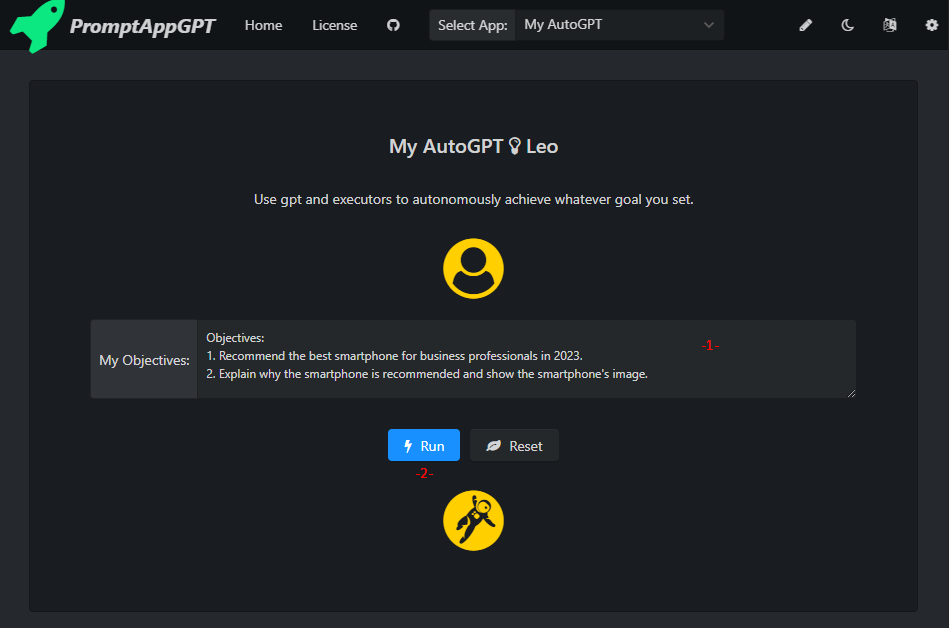 PromptAppGPT Home License Select App: My AutoGPT
My AutoGPT Leo
Use gpt and executors to autonomously achieve whatever goal you set.
My Objectives:
Objectives:
1. Recommend the best smartphone for business professionals in 2023.
2. Explain why the smartphone is recommended and show the smartphone's image.
-1-
Run Reset
-2-